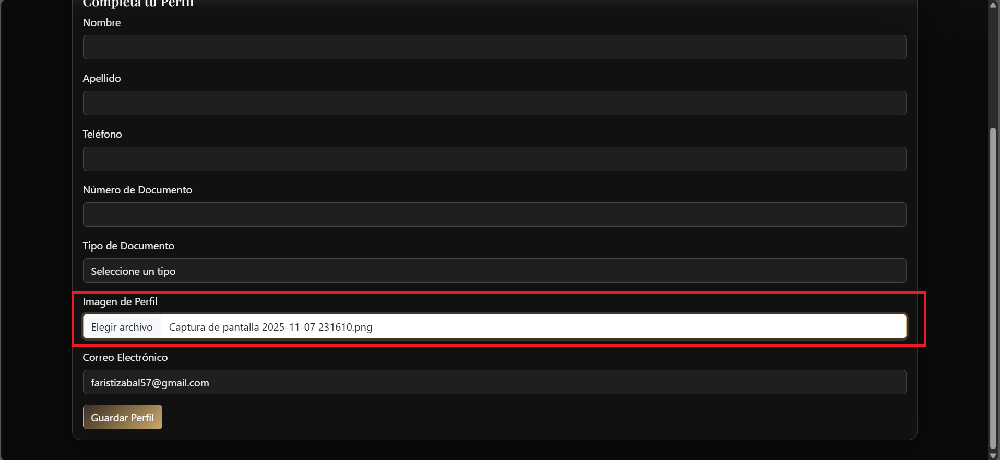 Completa tu Perfil
Nombre
Apellido
Teléfono
Número de Documento
Tipo de Documento
Seleccione un tipo
Imagen de Perfil
Elegir archivo Captura de pantalla 2025-11-07 231610.png
Correo Electrónico
faristizabal57@gmail.com
Guardar Perfil